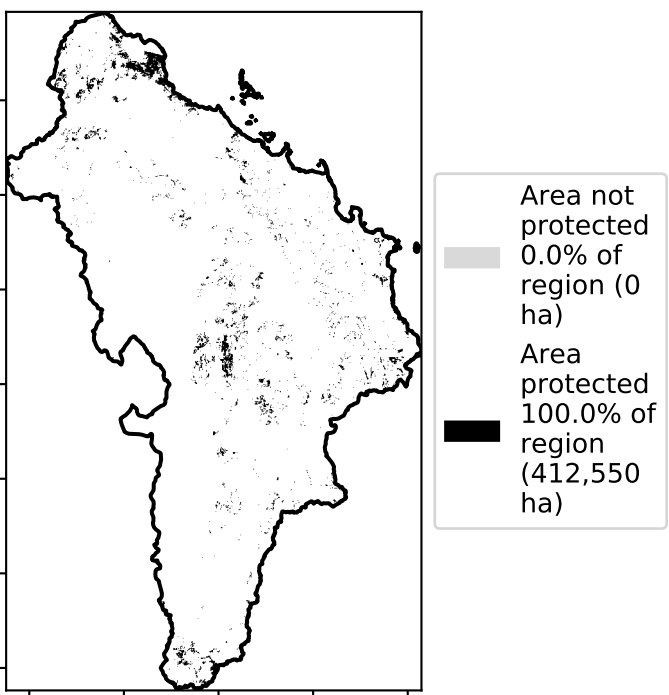 Area not
protected
0.0% of
region (0
ha)
Area
protected
100.0% of
region
(412,550
ha)